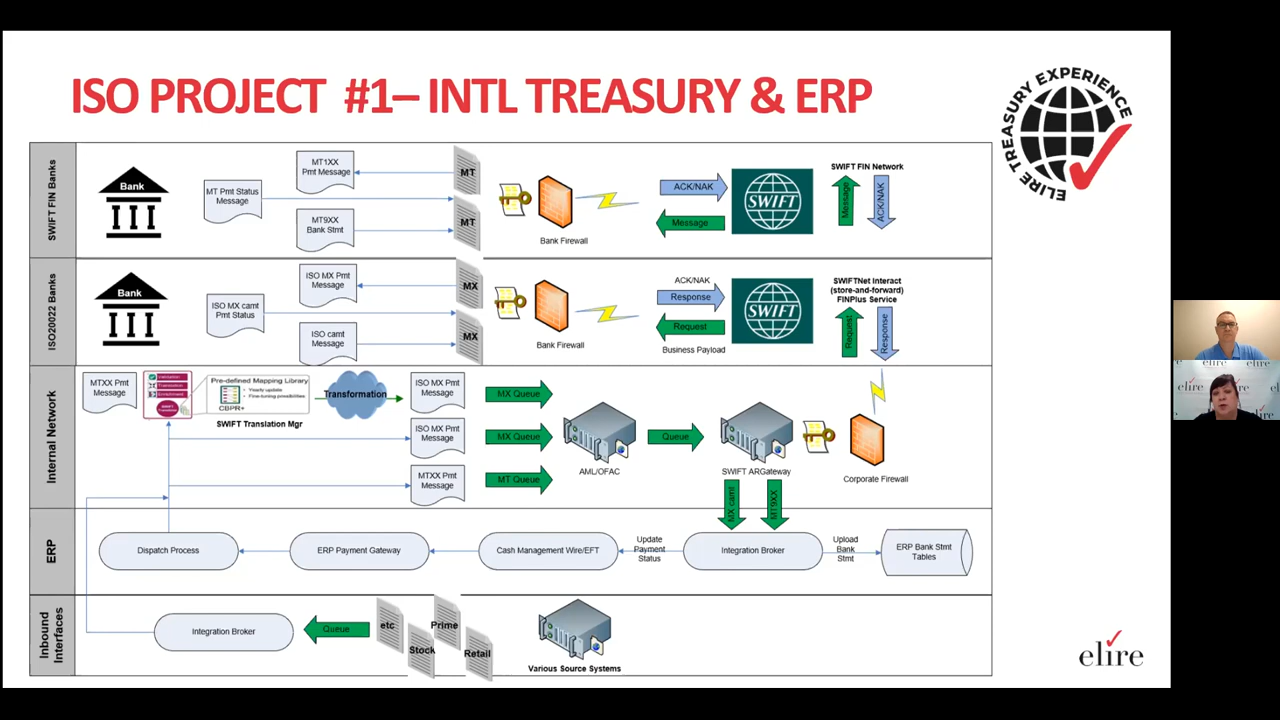 ISO PROJECT #1– INTL TREASURY & ERP
ELIRE TREASURY EXPERIENCE
SWIFT FIN Banks
Bank
MT Pmt Status
Message
MT1XX
Pmt Message
MT9XX
Bank Stmt
MT
MT
Bank Firewall
ACK/NAK
Message
SWIFT
SWIFT FIN Network
Message
ACK/NAK
ISO20022 Banks
Bank
ISO MX camt
Pmt Status
ISO MX Pmt
Message
ISO camt
Message
MX
MX
Bank Firewall
ACK/NAK
Response
Request
Business Payload
SWIFT
SWIFTNet Interact
(store-and-forward)
FINPlus Service
Request
Response
Internal Network
MTXX Pmt
Message
Pre-defined Mapping Library
Yearly update
Fine-tuning possibilities
CBPR+
SWIFT Translation Mgr
Transformation
ISO MX Pmt
Message
ISO MX Pmt
Message
MTXX Pmt
Message
MX Queue
MX Queue
MT Queue
AML/OFAC
Queue
SWIFT ARGateway
Corporate Firewall
MX camt
MT9XX
ERP
Dispatch Process
ERP Payment Gateway
Cash Management Wire/EFT
Update
Payment
Status
Integration Broker
Upload
Bank
Stmt
ERP Bank Stmt
Tables
Inbound
Interfaces
Integration Broker
Queue
etc
Stock
Prime
Retail
Various Source Systems
elire
elire
elire